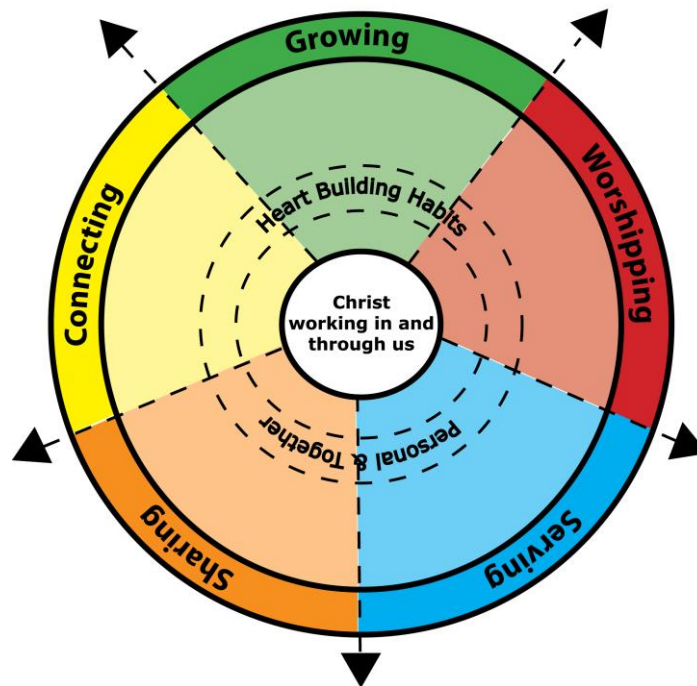 Growing
Worshipping
Serving
Sharing
Connecting
Heart Building Habits
Personal & Together
Christ
working in and
through us